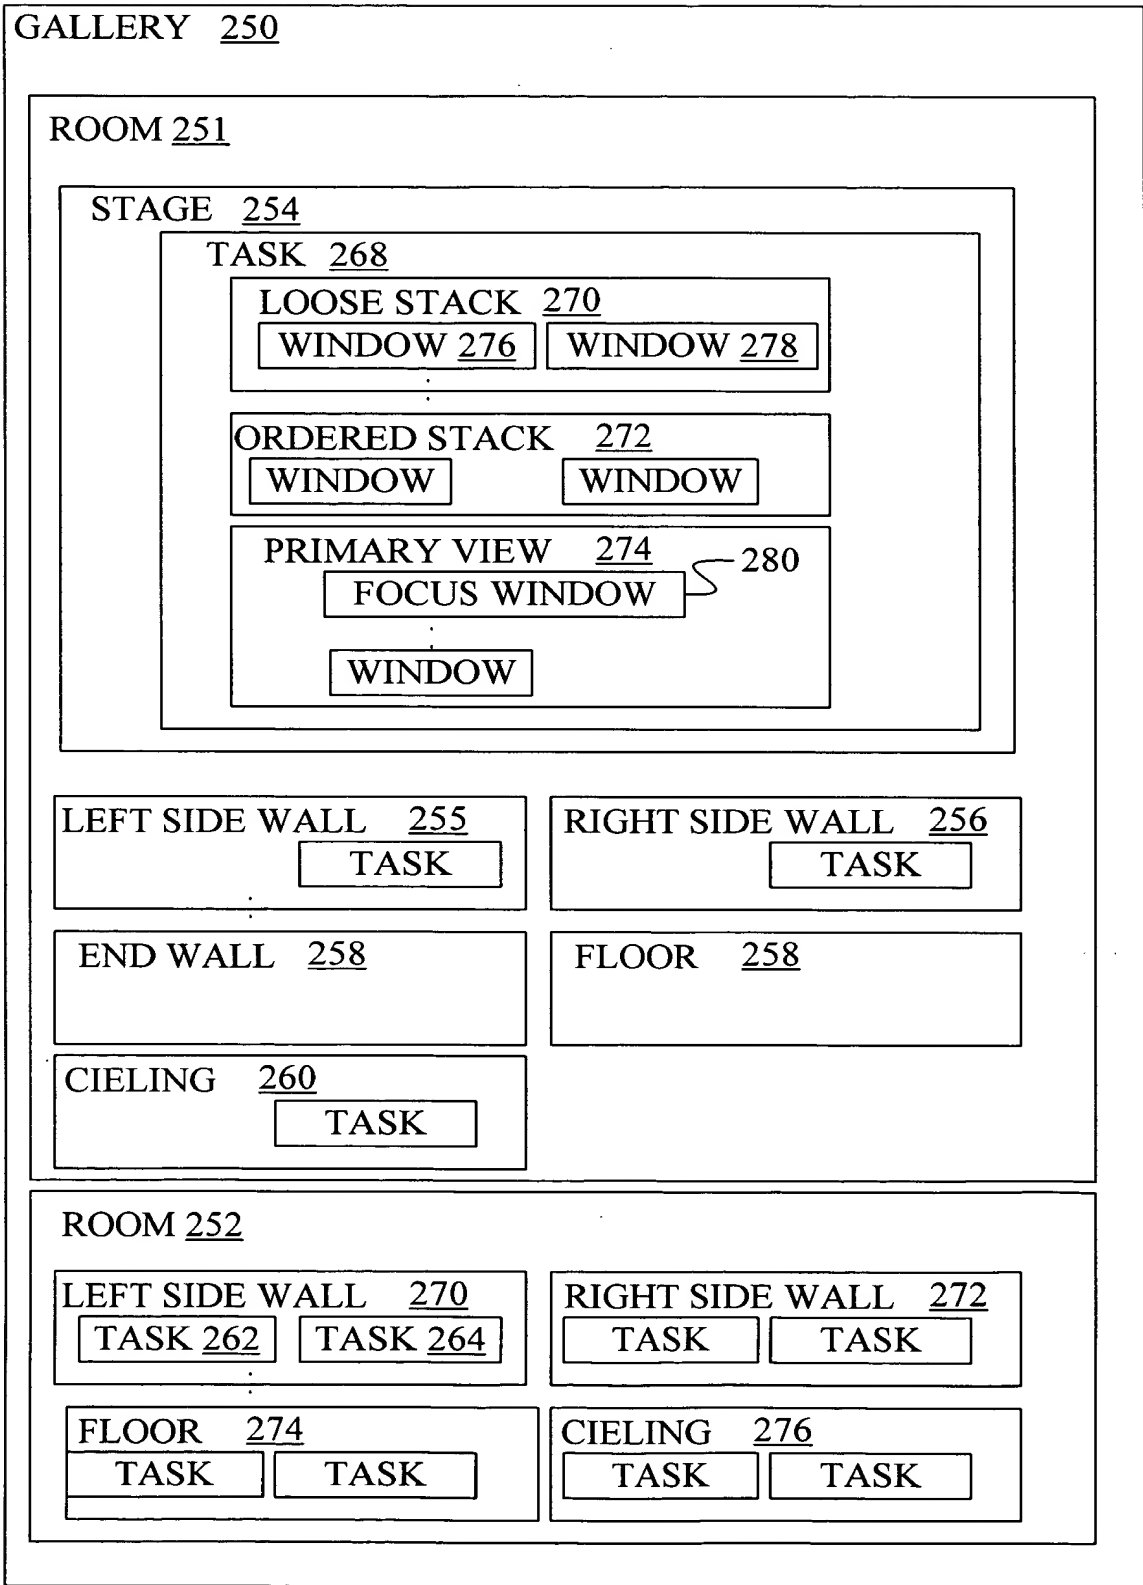 GALLERY 250
ROOM 251
STAGE 254
TASK 268
LOOSE STACK 270
WINDOW 276 WINDOW 278
ORDERED STACK 272
WINDOW WINDOW
PRIMARY VIEW 274 280
FOCUS WINDOW
WINDOW
LEFT SIDE WALL 255 RIGHT SIDE WALL 256
TASK TASK
END WALL 258 FLOOR 258
CIELING 260
TASK
ROOM 252
LEFT SIDE WALL 270 RIGHT SIDE WALL 272
TASK 262 TASK 264 TASK TASK
FLOOR 274 CIELING 276
TASK TASK TASK TASK